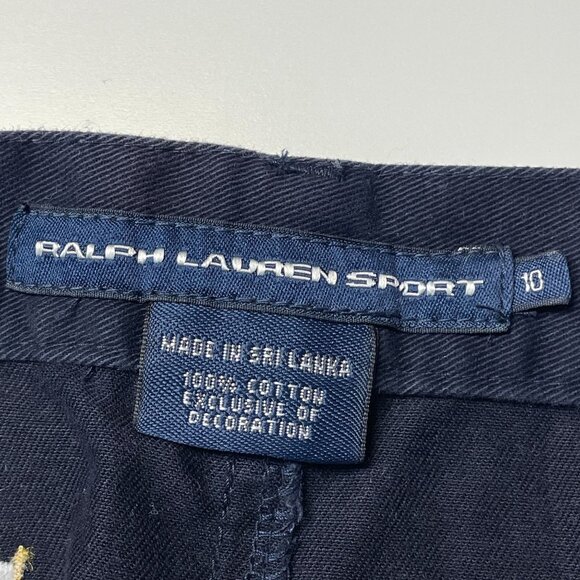 RALPH LAUREN SPORT
10
MADE IN SRI LANKA
100% COTTON
EXCLUSIVE OF
DECORATION